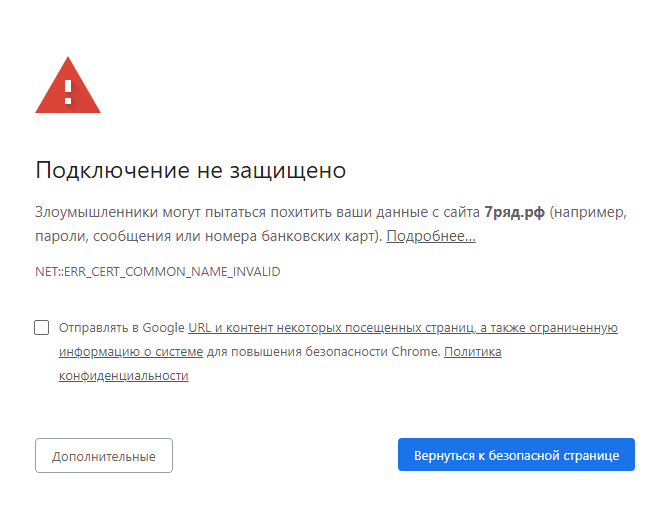 Подключение не защищено
Злоумышленники могут пытаться похитить ваши данные с сайта 7ряд.рф (например,
пароли, сообщения или номера банковских карт). Подробнее...
NET::ERR_CERT_COMMON_NAME_INVALID
Отправлять в Google URL и контент некоторых посещенных страниц, а также ограниченную
информацию о системе для повышения безопасности Chrome. Политика
конфиденциальности
Дополнительные
Вернуться к безопасной странице